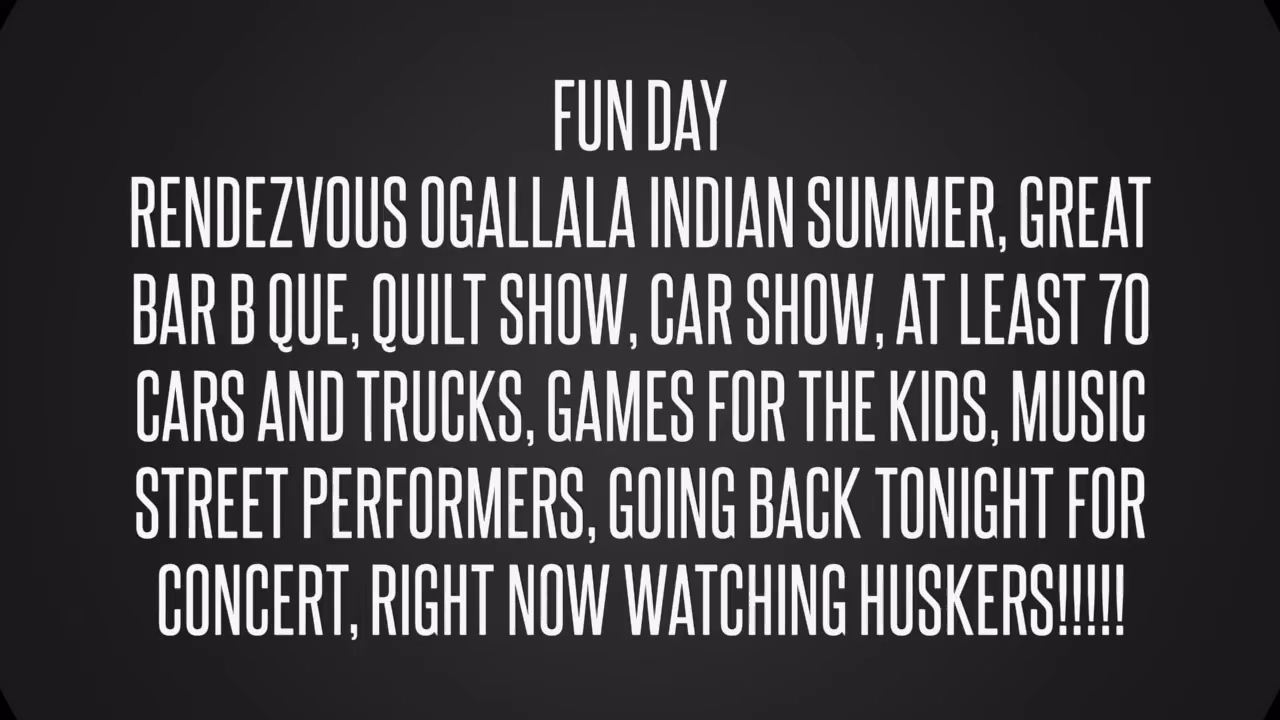 FUN DAY
RENDEZVOUS OGALLALA INDIAN SUMMER, GREAT
BAR B QUE, QUILT SHOW, CAR SHOW, AT LEAST 70
CARS AND TRUCKS, GAMES FOR THE KIDS, MUSIC
STREET PERFORMERS, GOING BACK TONIGHT FOR
CONCERT, RIGHT NOW WATCHING HUSKERS!!!!!